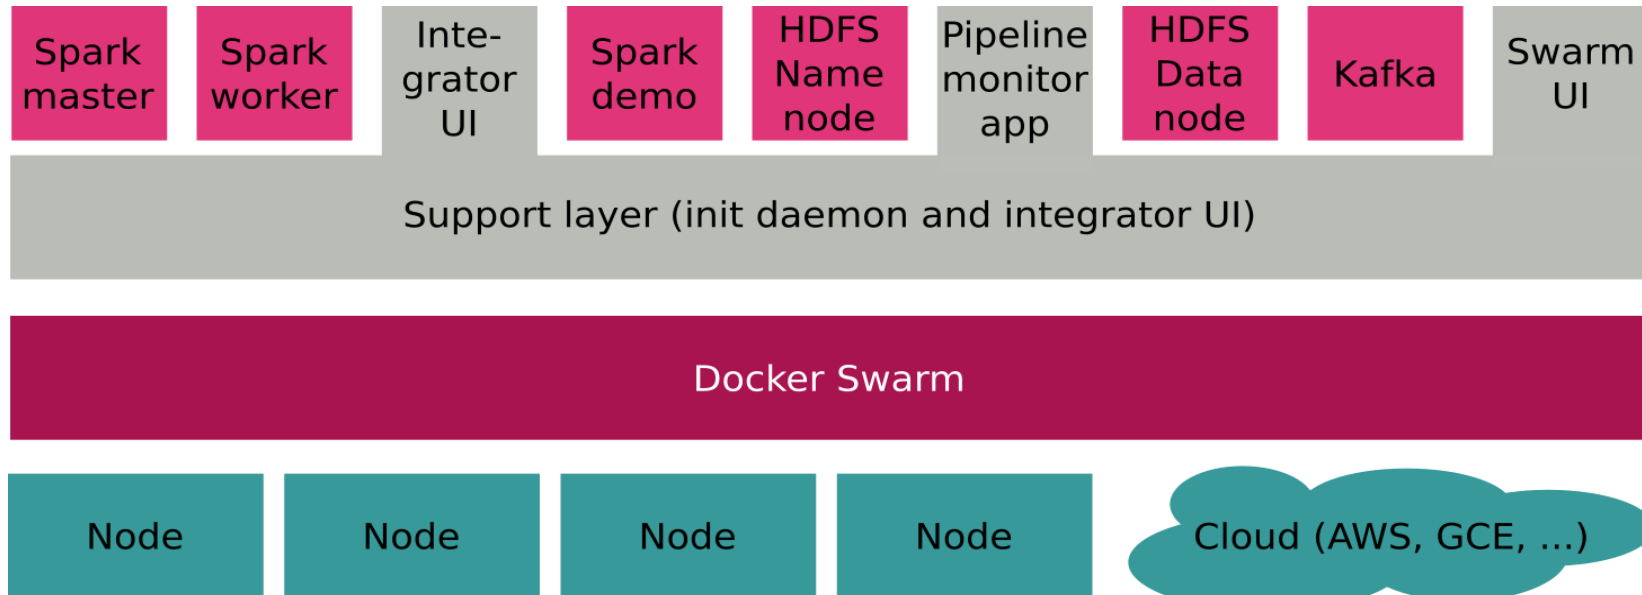 Spark
master
Spark
worker
Inte-
grator
UI
Spark
demo
HDFS
Name
node
Pipeline
monitor
app
HDFS
Data
node
Kafka
Swarm
UI
Support layer (init daemon and integrator UI)
Docker Swarm
Node
Node
Node
Node
Cloud (AWS, GCE, ...)